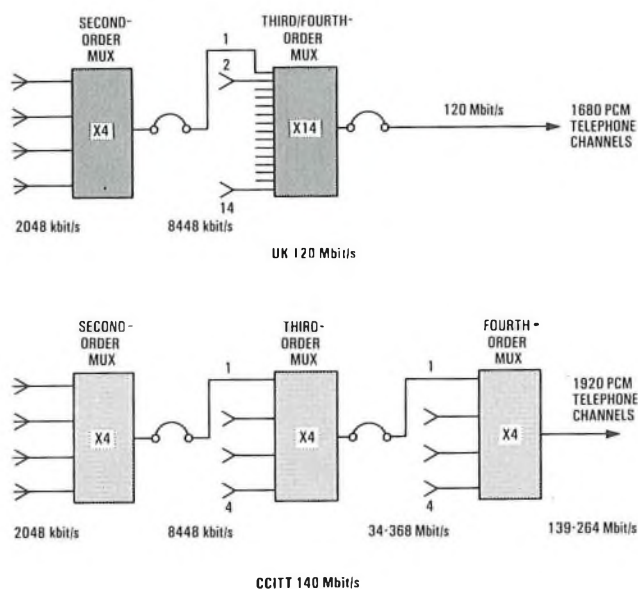 SECOND-
ORDER
MUX
THIRD/FOURTH-
ORDER
MUX
1
2
X4
X14
120 Mbit/s
1680 PCM
TELEPHONE
CHANNELS
14
2048 kbit/s
8448 kbit/s
UK 120 Mbit/s
SECOND-
ORDER
MUX
THIRD-
ORDER
MUX
FOURTH-
ORDER
MUX
1
1
1920 PCM
TELEPHONE
CHANNELS
X4
X4
X4
4
4
2048 kbit/s
8448 kbit/s
34·368 Mbit/s
139·264 Mbit/s
CCITT 140 Mbit/s